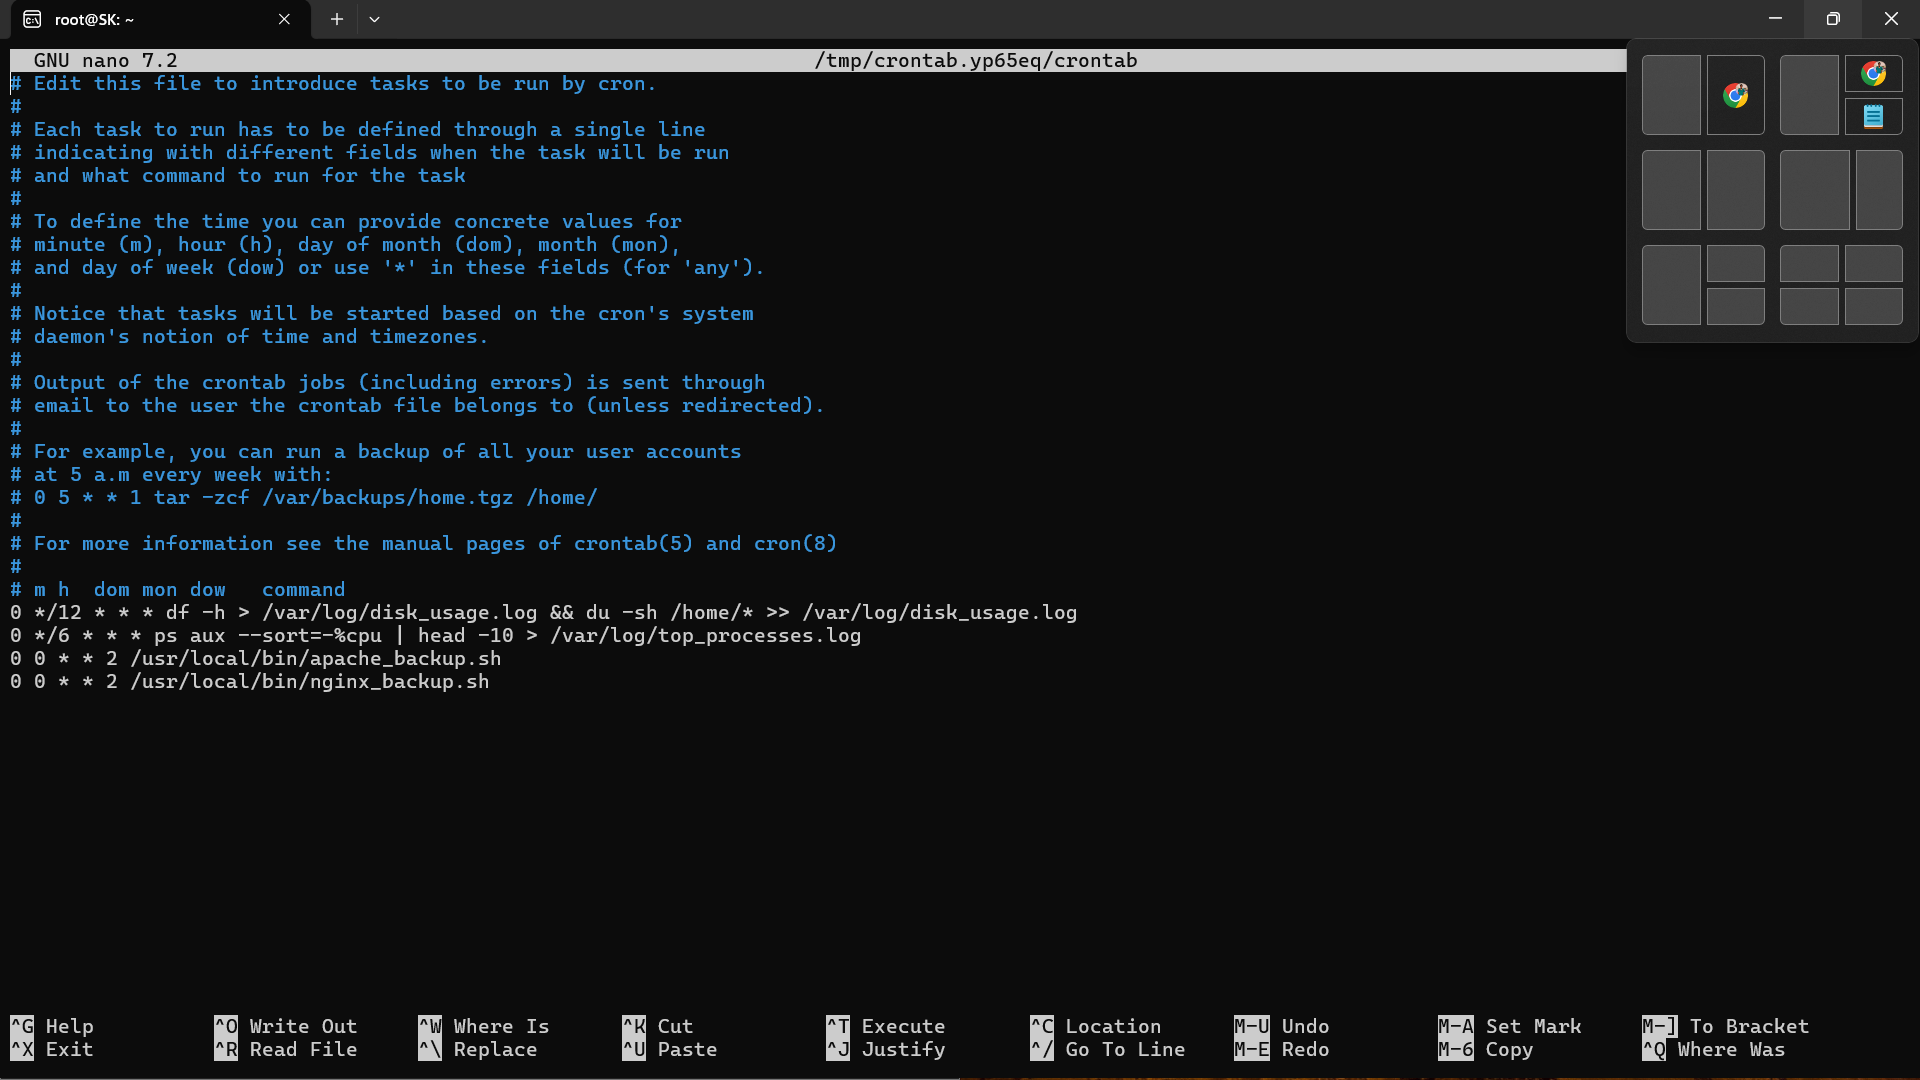 root@SK: ~
GNU nano 7.2 /tmp/crontab.yp65eq/crontab
# Edit this file to introduce tasks to be run by cron.
#
# Each task to run has to be defined through a single line
# indicating with different fields when the task will be run
# and what command to run for the task
#
# To define the time you can provide concrete values for
# minute (m), hour (h), day of month (dom), month (mon),
# and day of week (dow) or use '*' in these fields (for 'any').
#
# Notice that tasks will be started based on the cron's system
# daemon's notion of time and timezones.
#
# Output of the crontab jobs (including errors) is sent through
# email to the user the crontab file belongs to (unless redirected).
#
# For example, you can run a backup of all your user accounts
# at 5 a.m every week with:
# 0 5 * * 1 tar -zcf /var/backups/home.tgz /home/
#
# For more information see the manual pages of crontab(5) and cron(8)
#
# m h  dom mon dow   command
0 */12 * * * df -h > /var/log/disk_usage.log && du -sh /home/* >> /var/log/disk_usage.log
0 */6 * * * ps aux --sort=-%cpu | head -10 > /var/log/top_processes.log
0 0 * * 2 /usr/local/bin/apache_backup.sh
0 0 * * 2 /usr/local/bin/nginx_backup.sh
^G Help ^O Write Out ^W Where Is ^K Cut ^T Execute ^C Location M-U Undo M-A Set Mark M-] To Bracket
^X Exit ^R Read File ^\ Replace ^U Paste ^J Justify ^/ Go To Line M-E Redo M-6 Copy ^Q Where Was